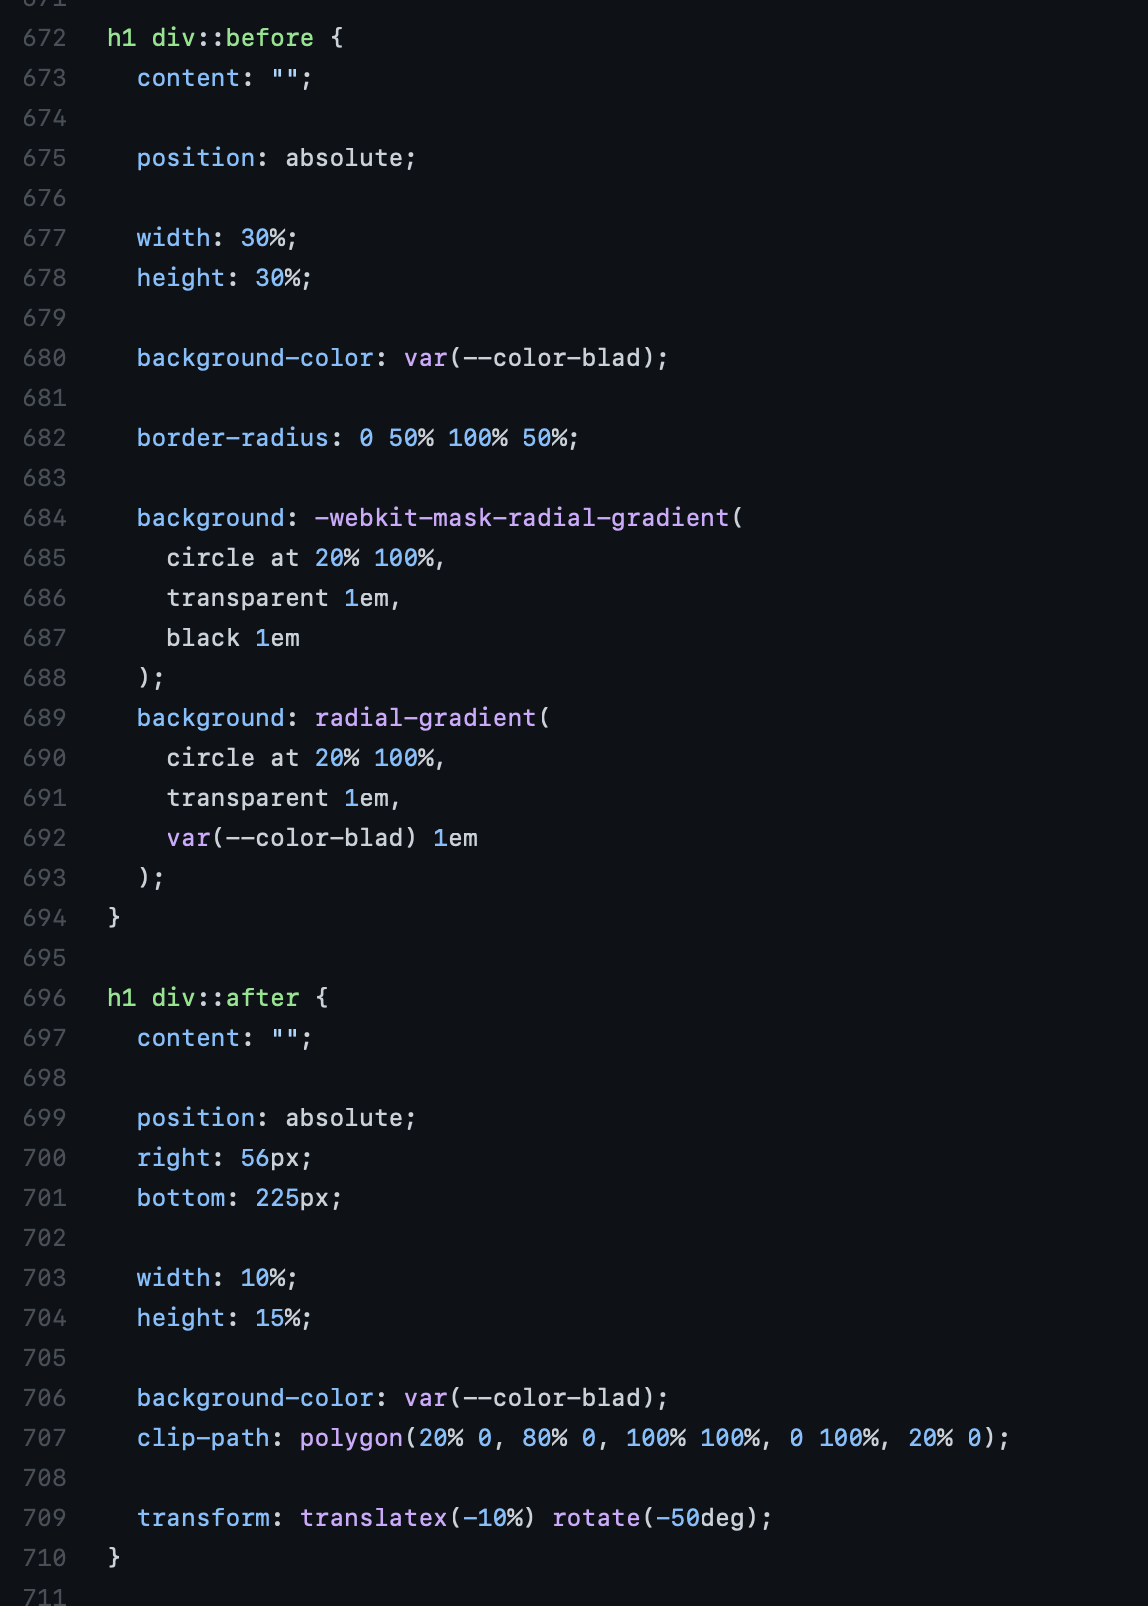 671
672 h1 div::before {
673 content: "";
674
675 position: absolute;
676
677 width: 30%;
678 height: 30%;
679
680 background-color: var(--color-blad);
681
682 border-radius: 0 50% 100% 50%;
683
684 background: -webkit-mask-radial-gradient(
685 circle at 20% 100%,
686 transparent 1em,
687 black 1em
688 );
689 background: radial-gradient(
690 circle at 20% 100%,
691 transparent 1em,
692 var(--color-blad) 1em
693 );
694 }
695
696 h1 div::after {
697 content: "";
698
699 position: absolute;
700 right: 56px;
701 bottom: 225px;
702
703 width: 10%;
704 height: 15%;
705
706 background-color: var(--color-blad);
707 clip-path: polygon(20% 0, 80% 0, 100% 100%, 0 100%, 20% 0);
708
709 transform: translatex(-10%) rotate(-50deg);
710 }
711